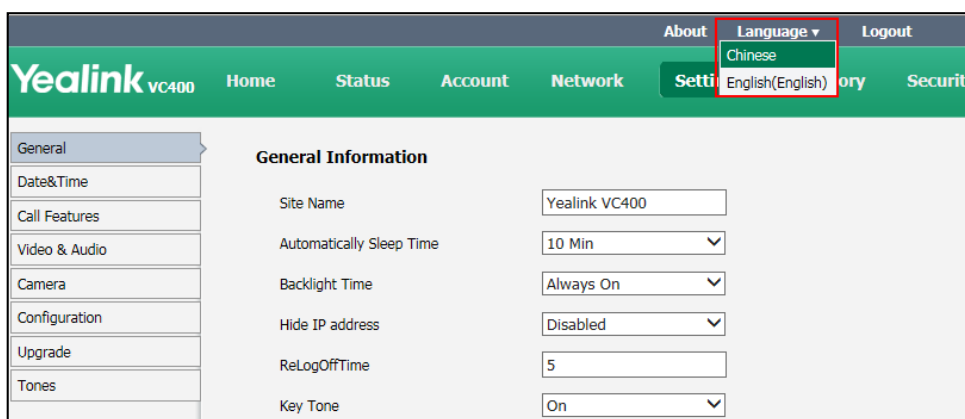 About Language ▾ Logout
Chinese
English(English)
Yealink VC400 Home Status Account Network Setti ory Securit
General
Date&Time
Call Features
Video & Audio
Camera
Configuration
Upgrade
Tones
General Information
Site Name Yealink VC400
Automatically Sleep Time 10 Min
Backlight Time Always On
Hide IP address Disabled
ReLogOffTime 5
Key Tone On